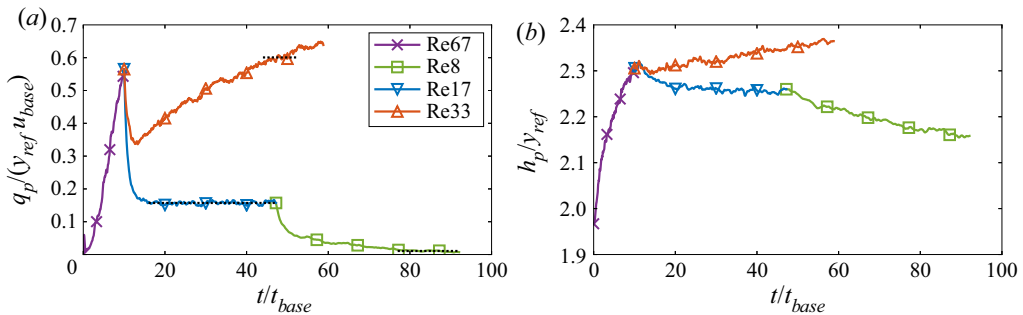 (a)
0.7
0.6
0.5
0.4
0.3
0.2
0.1
0
20 40 60 80 100
q_p/(y_ref u_base)
t/t_base
Re67
Re8
Re17
Re33
(b)
2.4
2.3
2.2
2.1
2.0
1.9
0 20 40 60 80 100
h_p/y_ref
t/t_base